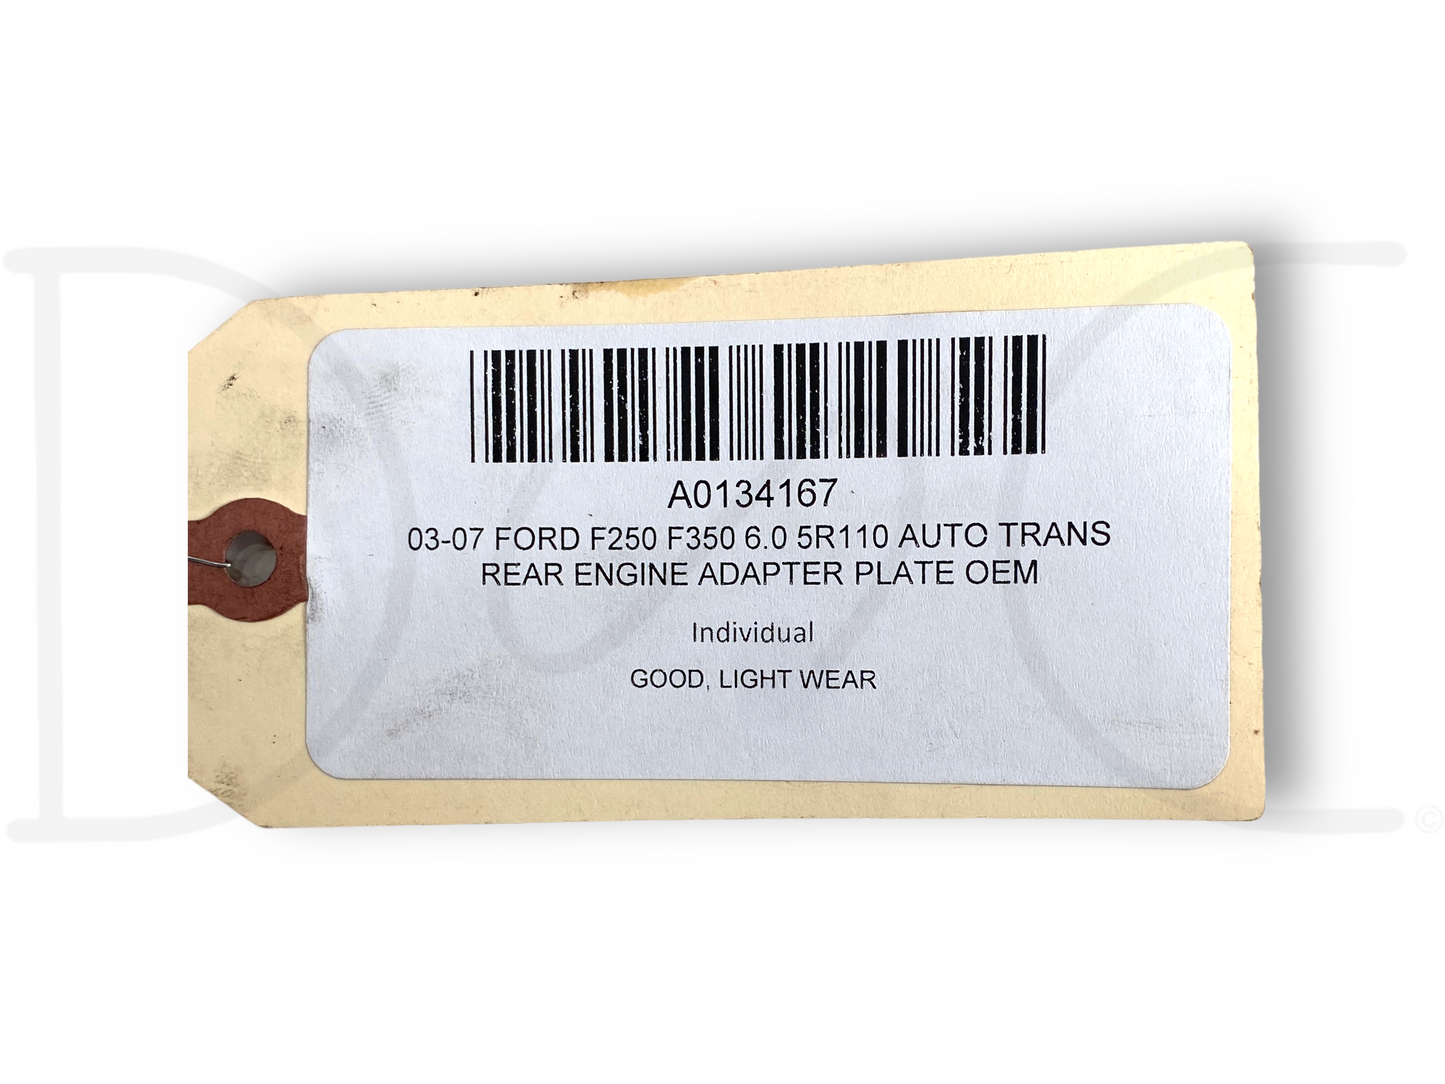 A0134167
03-07 FORD F250 F350 6.0 5R110 AUTO TRANS
REAR ENGINE ADAPTER PLATE OEM
Individual
GOOD, LIGHT WEAR
©